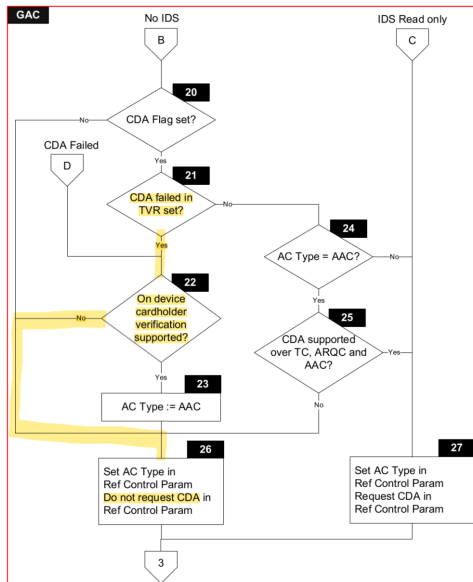 GAC
No IDS
IDS Read only
B
C
20
CDA Flag set?
No
CDA Failed
Yes
D
21
CDA failed in
TVR set?
No
24
Yes
AC Type = AAC?
No
22
On device
cardholder
verification
supported?
No
Yes
25
CDA supported
over TC, ARQC and
AAC?
Yes
Yes
23
No
AC Type := AAC
26
27
Set AC Type in
Ref Control Param
Do not request CDA in
Ref Control Param
Set AC Type in
Ref Control Param
Request CDA in
Ref Control Param
3